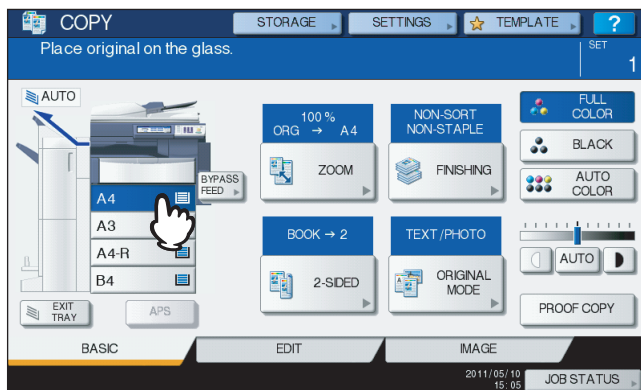 COPY
STORAGE
SETTINGS
TEMPLATE
?
Place original on the glass.
SET
1
AUTO
100 %
ORG → A4
ZOOM
NON-SORT
NON-STAPLE
FINISHING
FULL
COLOR
BLACK
AUTO
COLOR
BYPASS
FEED
A4
A3
A4-R
B4
BOOK → 2
2-SIDED
TEXT/PHOTO
ORIGINAL
MODE
AUTO
EXIT
TRAY
APS
PROOF COPY
BASIC
EDIT
IMAGE
2011/05/10
15:05
JOB STATUS